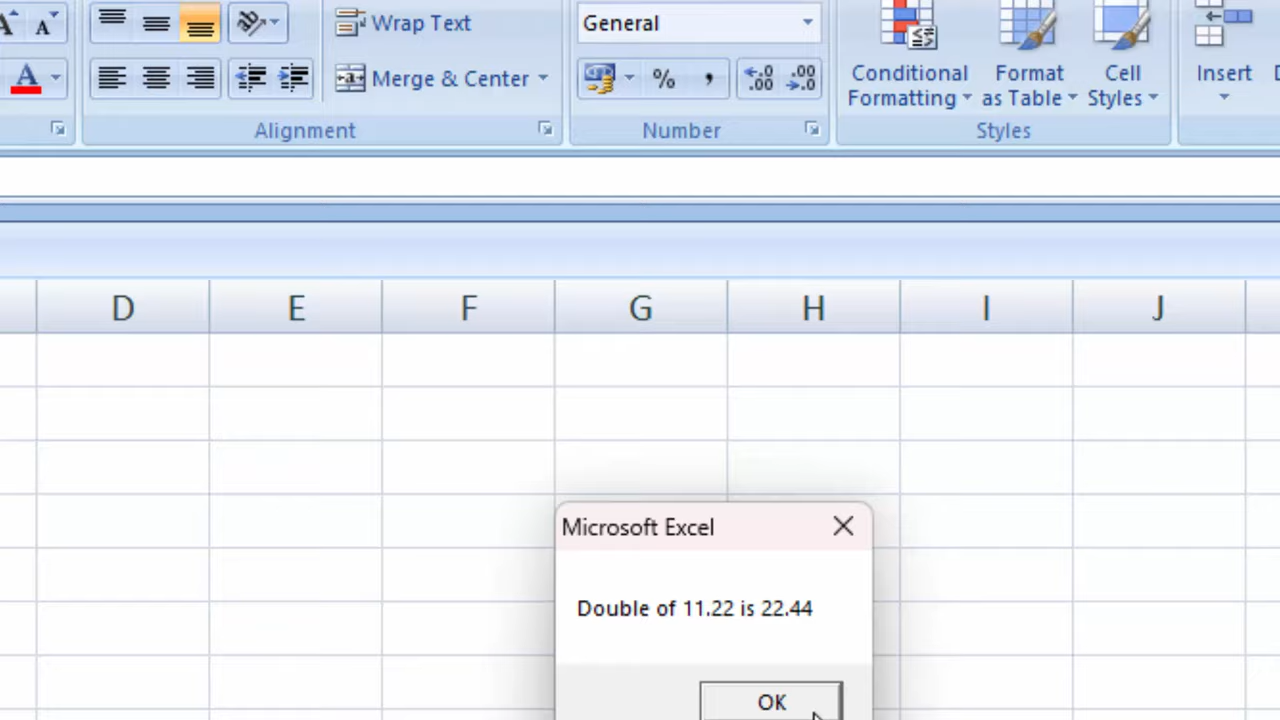 Wrap Text
General
Merge & Center
%
Conditional Formatting
Format as Table
Cell Styles
Insert
Alignment
Number
Styles
D E F G H I J
Microsoft Excel
Double of 11.22 is 22.44
OK